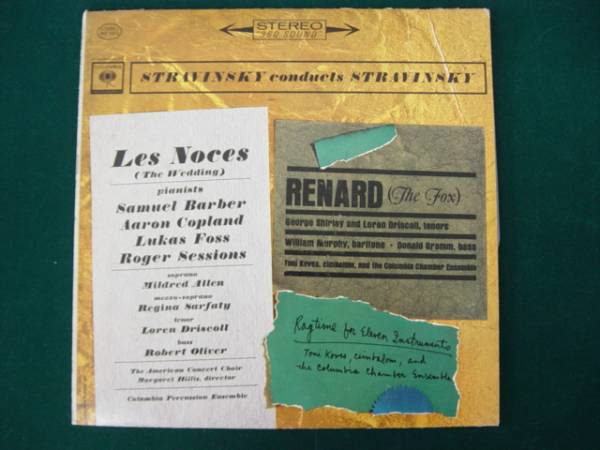 STEREO
360 SOUND
COLUMBIA
STRAVINSKY conducts STRAVINSKY
Les Noces
(The Wedding)
pianists
Samuel Barber
Aaron Copland
Lukas Foss
Roger Sessions
soprano
Mildred Allen
mezzo-soprano
Regina Sarfaty
tenor
Loren Driscoll
bass
Robert Oliver
The American Concert Choir
Margaret Hillis, director
Columbia Percussion Ensemble
RENARD (The Fox)
George Shirley and Loren Driscoll, tenors
William Murphy, baritone • Donald Gramm, bass
Toni Koves, cimbalom, and the Columbia Chamber Ensemble
Ragtime for Eleven Instruments
Toni Koves, cimbalom, and
the Columbia Chamber Ensemble